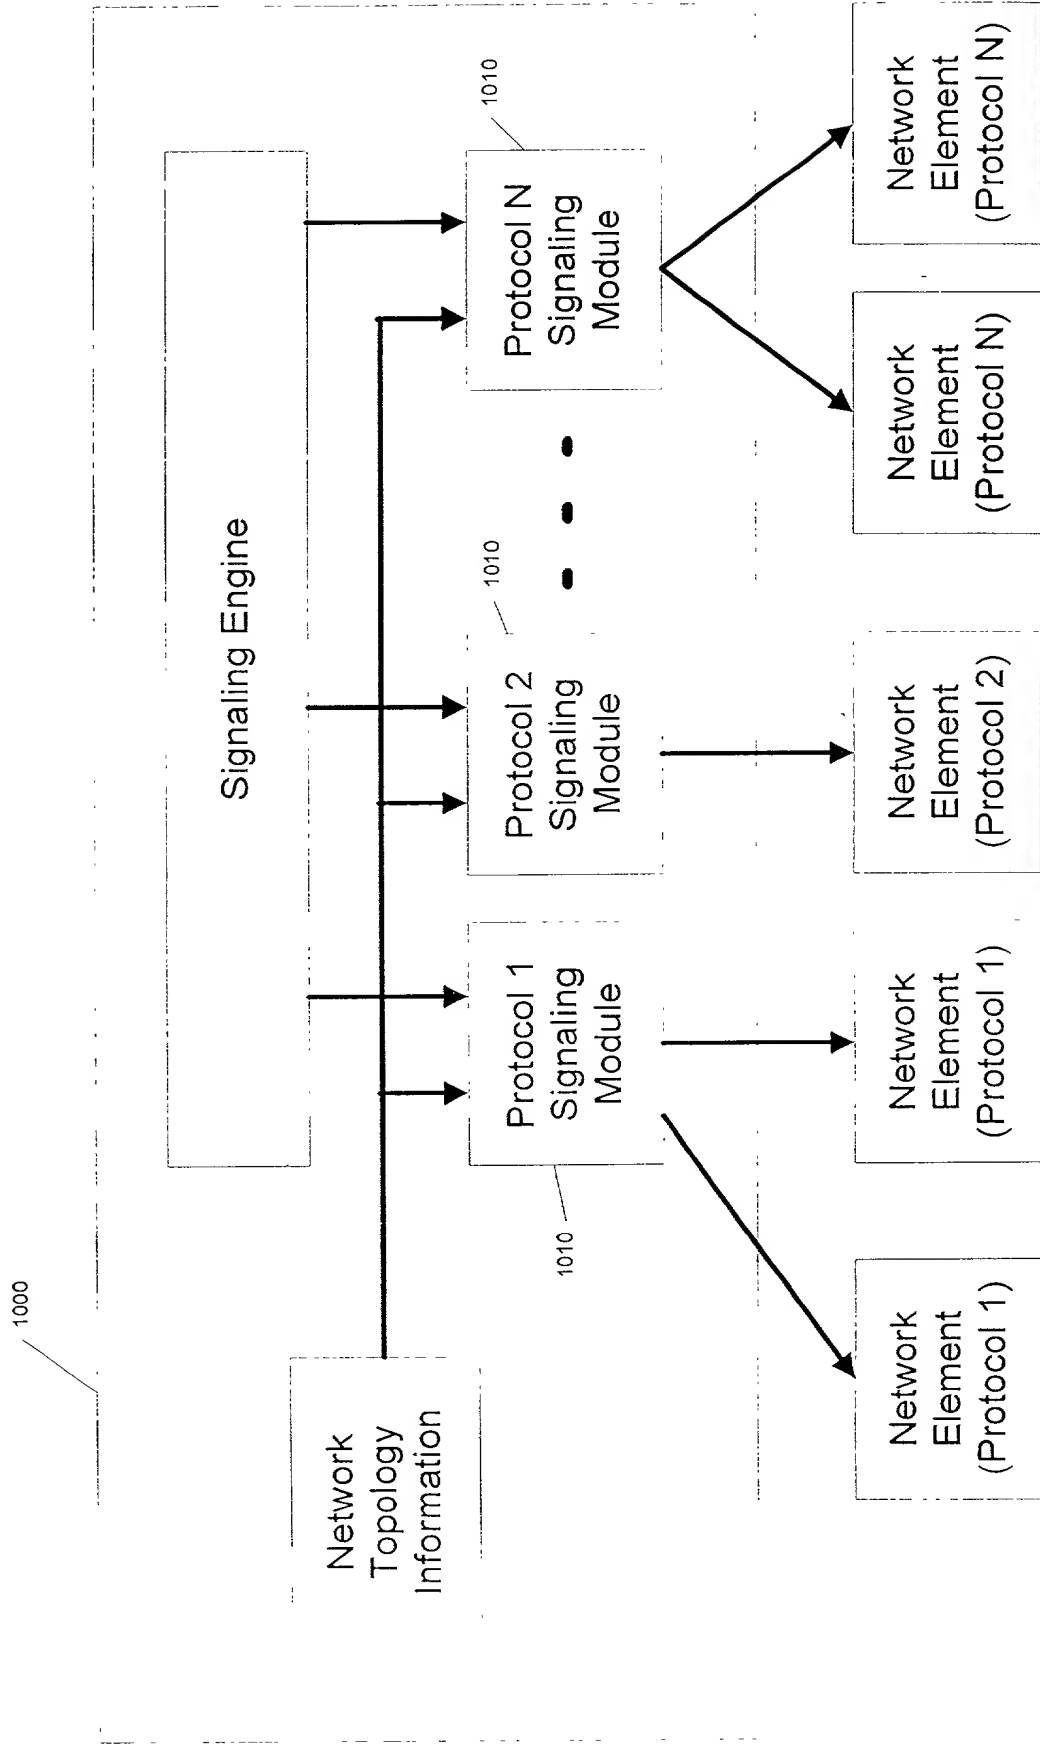 1000
Signaling Engine
Network
Topology
Information
1010
Protocol 1
Signaling
Module
1010
Protocol 2
Signaling
Module
1010
Protocol N
Signaling
Module
Network
Element
(Protocol 1)
Network
Element
(Protocol 1)
Network
Element
(Protocol 2)
Network
Element
(Protocol N)
Network
Element
(Protocol N)